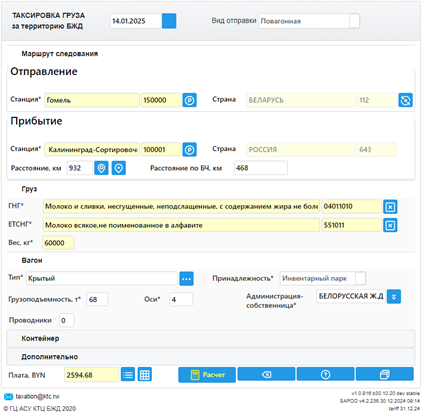 ТАКСИРОВКА ГРУЗА
за территорию БЖД
14.01.2025
Вид отправки Повагонная
Маршрут следования
Отправление
Станция* Гомель 150000 Страна БЕЛАРУСЬ 112
Прибытие
Станция* Калининград-Сортировоч 100001 Страна РОССИЯ 643
Расстояние, км 932 Расстояние по БЧ, км 468
Груз
ГНГ* Молоко и сливки, несгущенные, неподслащенные, с содержанием жира не боле 04011010
ЕТСНГ* Молоко всякое,не поименованное в алфавите 551011
Вес, кг* 60000
Вагон
Тип* Крытый Принадлежность* Инвентарный парк
Грузоподъемность, т* 68 Оси* 4 Администрация-
собственница* БЕЛОРУССКАЯ Ж.Д
Проводники 0
Контейнер
Дополнительно
Плата, BYN 2594.68 Расчет
taxation@ktc.rw
© ГЦ АСУ КТЦ БЖД 2020
v1.0.916 b30.10.20 dev stable
SAPOD v4.2.236 30.12.2024 09:14
tariff 31.12.24